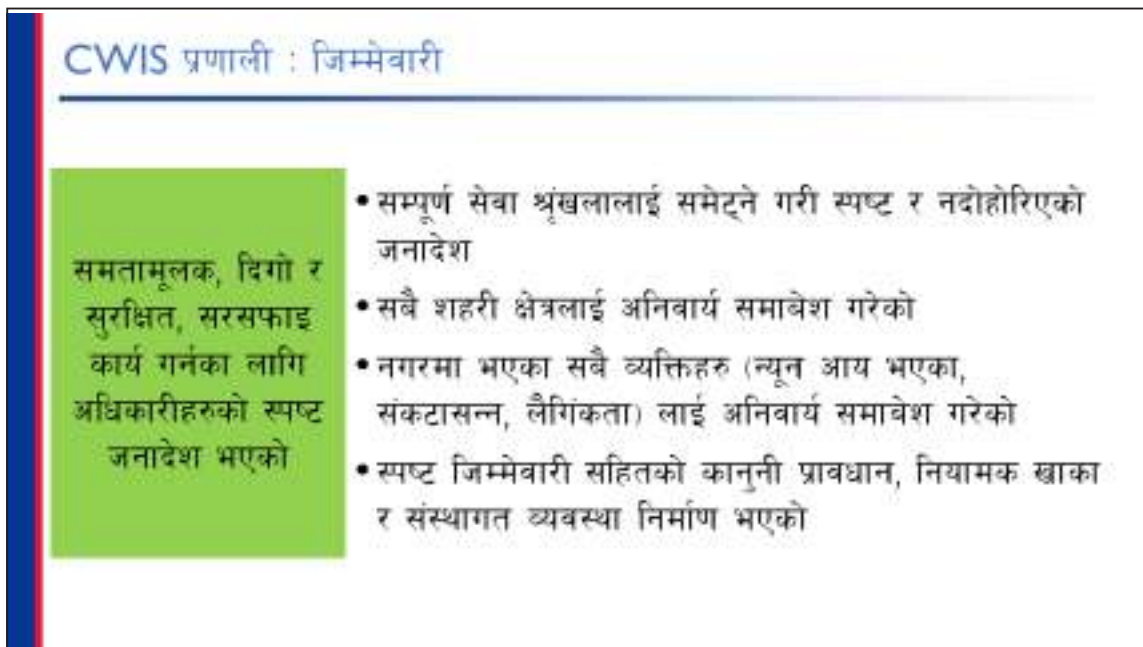 CWIS प्रणाली : जिम्मेवारी
समतामूलक, दिगो र
सुरक्षित, सरसफाइ
कार्य गर्नका लागि
अधिकारीहरुको स्पष्ट
जनादेश भएको
• सम्पूर्ण सेवा श्रृंखलालाई समेट्ने गरी स्पष्ट र नदोहोरिएको
जनादेश
• सबै शहरी क्षेत्रलाई अनिवार्य समाबेश गरेको
• नगरमा भएका सबै व्यक्तिहरु (न्यून आय भएका,
संकटासन्न, लैगिंकता) लाई अनिवार्य समाबेश गरेको
• स्पष्ट जिम्मेवारी सहितको कानुनी प्रावधान, नियामक खाका
र संस्थागत व्यवस्था निर्माण भएको